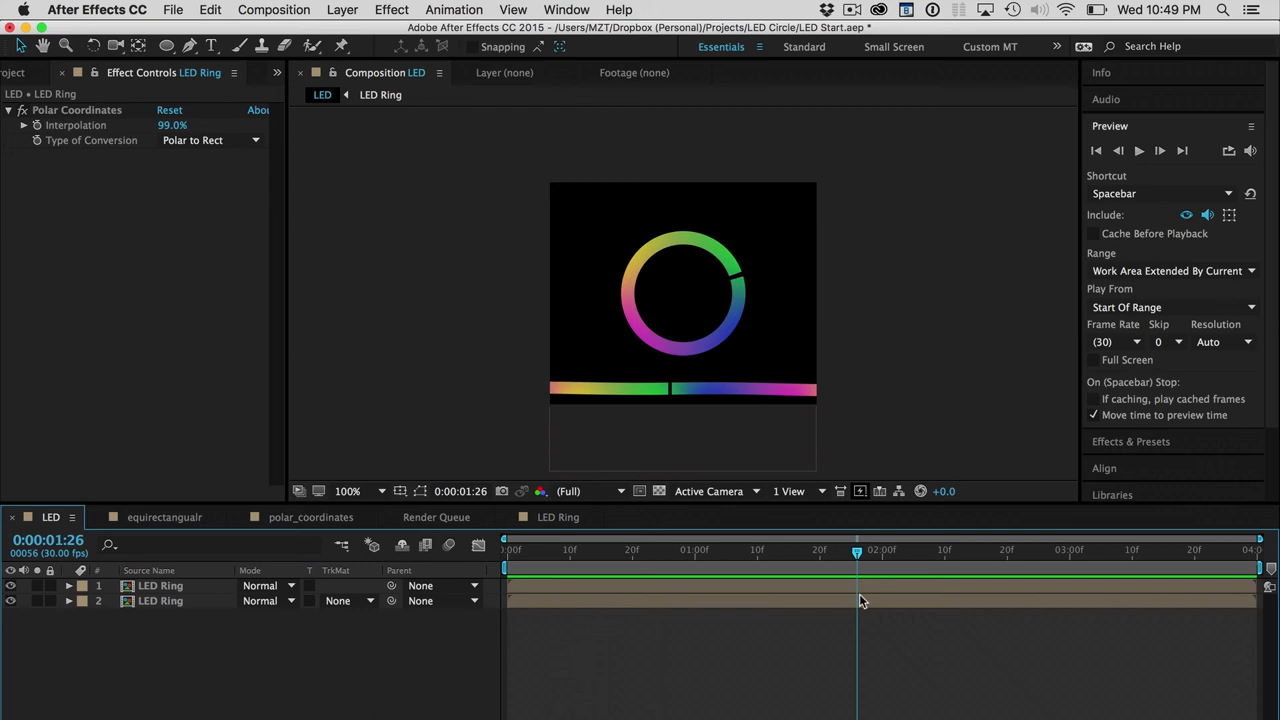 After Effects CC File Edit Composition Layer Effect Animation View Window Help Wed 10:49 PM
Adobe After Effects CC 2015 - /Users/MZT/Dropbox (Personal)/Projects/LED Circle/LED Start.aep *
Snapping Essentials Standard Small Screen Custom MT Search Help
roject × Effect Controls LED Ring » × Composition LED Layer (none) Footage (none) Info
LED • LED Ring LED LED Ring Audio
fx Polar Coordinates Reset Abou
Interpolation 99.0% Preview
Type of Conversion Polar to Rect
Shortcut
Spacebar
Include:
Cache Before Playback
Range
Work Area Extended By Current
Play From
Start Of Range
Frame Rate Skip Resolution
(30) 0 Auto
Full Screen
On (Spacebar) Stop:
If caching, play cached frames
Move time to preview time
Effects & Presets
Align
100% 0:00:01:26 (Full) Active Camera 1 View +0.0 Libraries
× LED equirectangualr polar_coordinates Render Queue LED Ring
0:00:01:26
00056 (30.00 fps) ):00f 10f 20f 01:00f 10f 20f 02:00f 10f 20f 03:00f 10f 20f 04:0
# Source Name Mode T TrkMat Parent
1 LED Ring Normal None
2 LED Ring Normal None None